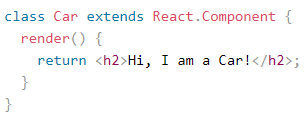 class Car extends React.Component {
  render() {
    return <h2>Hi, I am a Car!</h2>;
  }
}